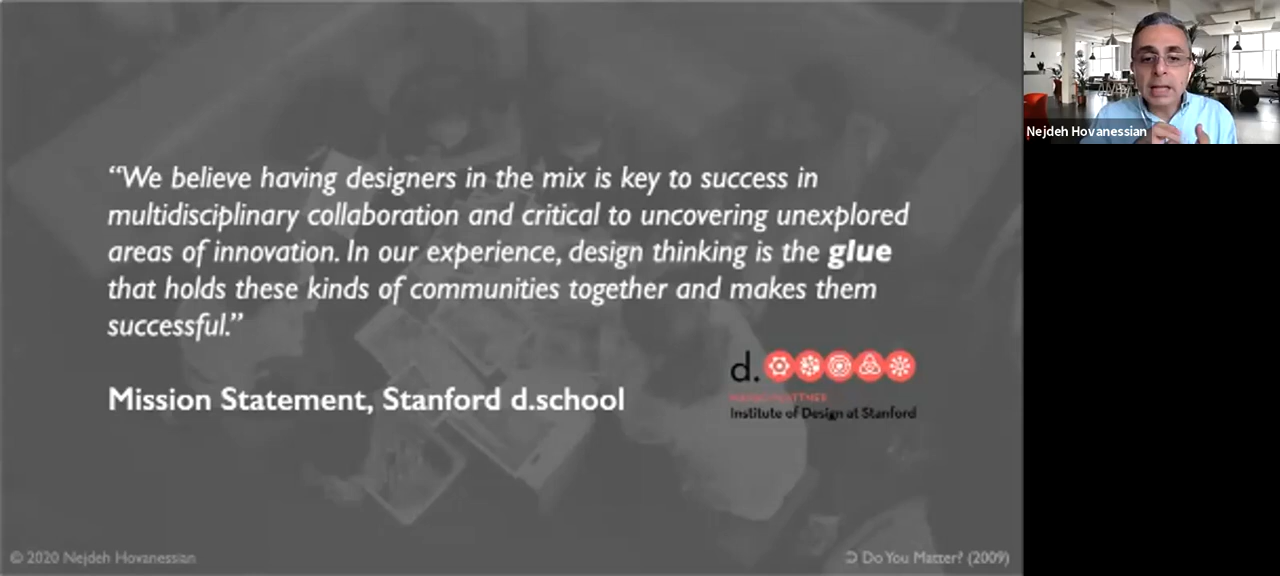 “We believe having designers in the mix is key to success in
multidisciplinary collaboration and critical to uncovering unexplored
areas of innovation. In our experience, design thinking is the glue
that holds these kinds of communities together and makes them
successful.”
Mission Statement, Stanford d.school
d.
Institute of Design at Stanford
© 2020 Nejdeh Hovanessian
Do You Matter? (2009)
Nejdeh Hovanessian